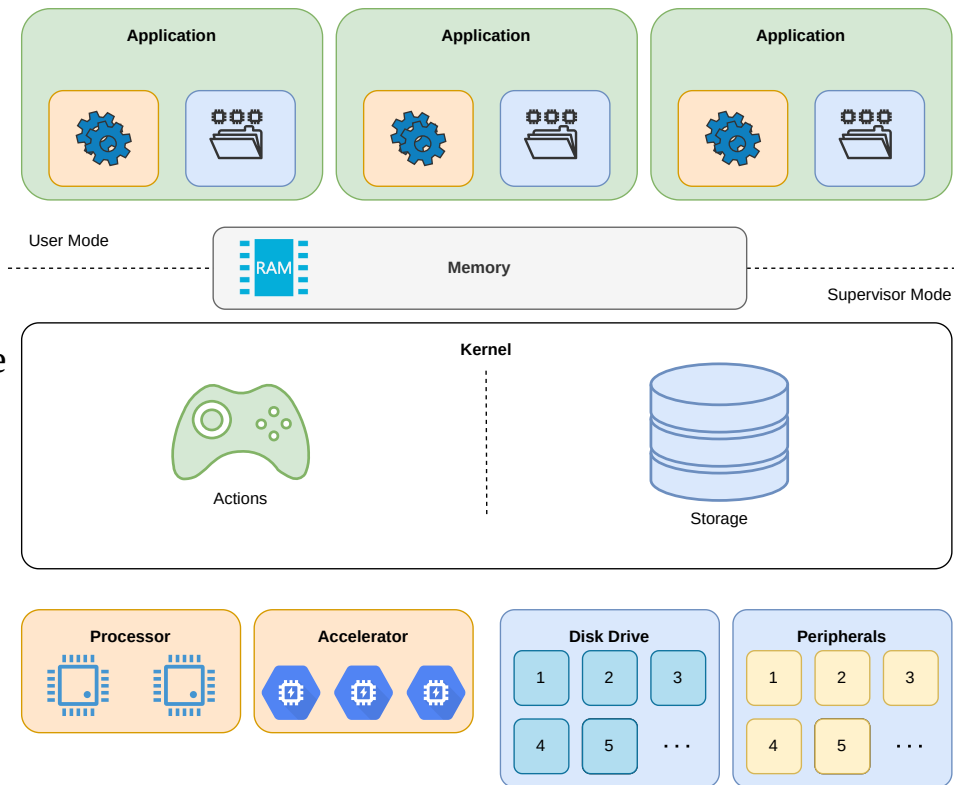 Application
Application
Application
User Mode
RAM
Memory
Supervisor Mode
e
Kernel
Actions
Storage
Processor
Accelerator
Disk Drive
Peripherals
1 2 3
1 2 3
4 5 ...
4 5 ...